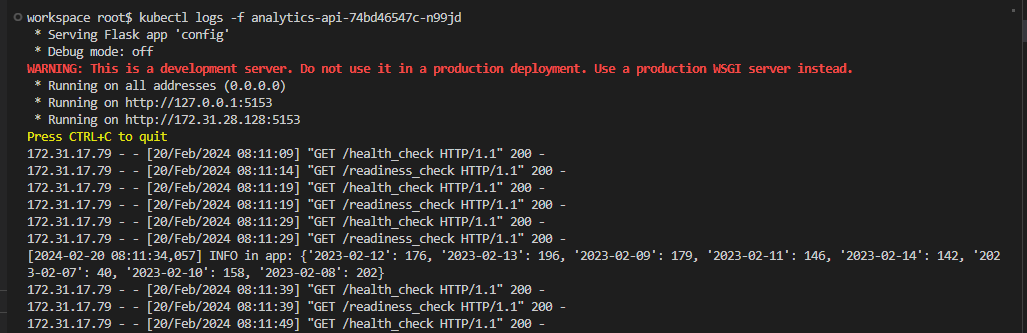 workspace root$ kubectl logs -f analytics-api-74bd46547c-n99jd
 * Serving Flask app 'config'
 * Debug mode: off
WARNING: This is a development server. Do not use it in a production deployment. Use a production WSGI server instead.
 * Running on all addresses (0.0.0.0)
 * Running on http://127.0.0.1:5153
 * Running on http://172.31.28.128:5153
Press CTRL+C to quit
172.31.17.79 - - [20/Feb/2024 08:11:09] "GET /health_check HTTP/1.1" 200 -
172.31.17.79 - - [20/Feb/2024 08:11:14] "GET /readiness_check HTTP/1.1" 200 -
172.31.17.79 - - [20/Feb/2024 08:11:19] "GET /health_check HTTP/1.1" 200 -
172.31.17.79 - - [20/Feb/2024 08:11:19] "GET /readiness_check HTTP/1.1" 200 -
172.31.17.79 - - [20/Feb/2024 08:11:29] "GET /health_check HTTP/1.1" 200 -
172.31.17.79 - - [20/Feb/2024 08:11:29] "GET /readiness_check HTTP/1.1" 200 -
[2024-02-20 08:11:34,057] INFO in app: {'2023-02-12': 176, '2023-02-13': 196, '2023-02-09': 179, '2023-02-11': 146, '2023-02-14': 142, '202
3-02-07': 40, '2023-02-10': 158, '2023-02-08': 202}
172.31.17.79 - - [20/Feb/2024 08:11:39] "GET /health_check HTTP/1.1" 200 -
172.31.17.79 - - [20/Feb/2024 08:11:39] "GET /readiness_check HTTP/1.1" 200 -
172.31.17.79 - - [20/Feb/2024 08:11:49] "GET /health_check HTTP/1.1" 200 -